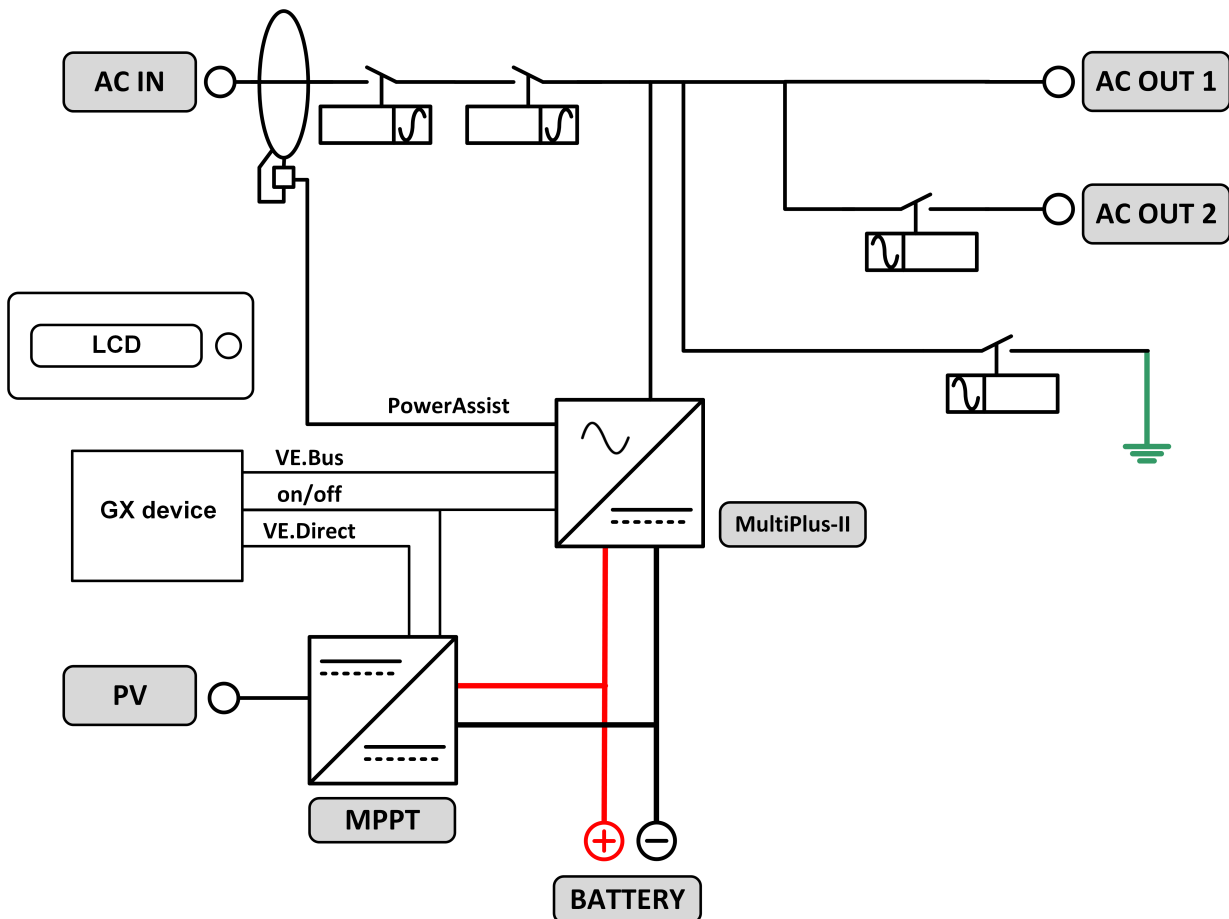 AC IN
AC OUT 1
AC OUT 2
LCD
PowerAssist
VE.Bus
on/off
GX device
VE.Direct
MultiPlus-II
PV
MPPT
BATTERY